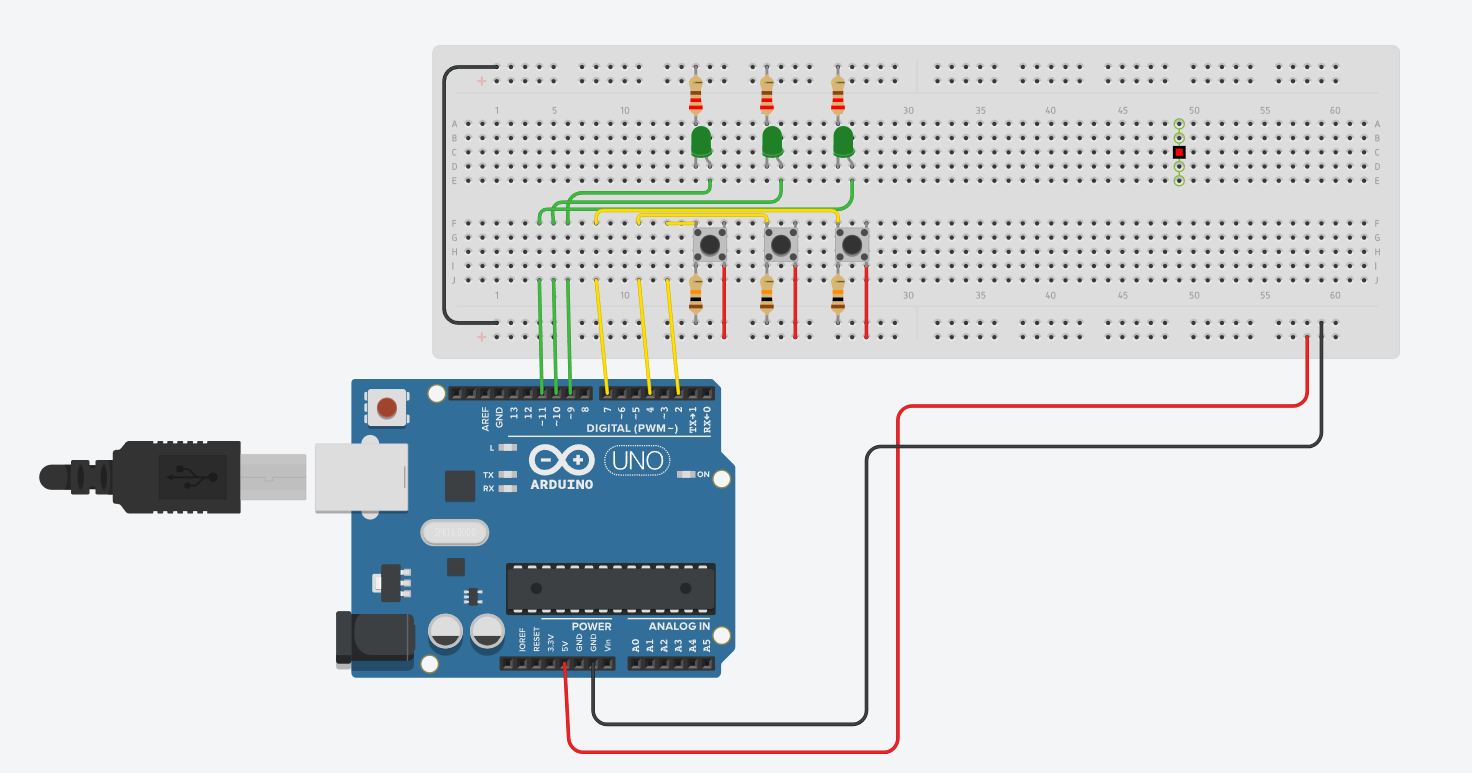 +
1 5 10 30 35 40 45 50 55 60
A A
B B
C C
D D
E E
F F
G G
H H
I I
J J
1 10 30 35 40 45 50 55 60
+
AREF GND 13 12 ~11 ~10 ~9 8 7 ~6 ~5 4 ~3 2 TX→1 RX←0
DIGITAL (PWM~)
L
TX
RX
UNO
ON
ARDUINO
POWER ANALOG IN
IOREF RESET 3.3V 5V GND GND Vin A0 A1 A2 A3 A4 A5